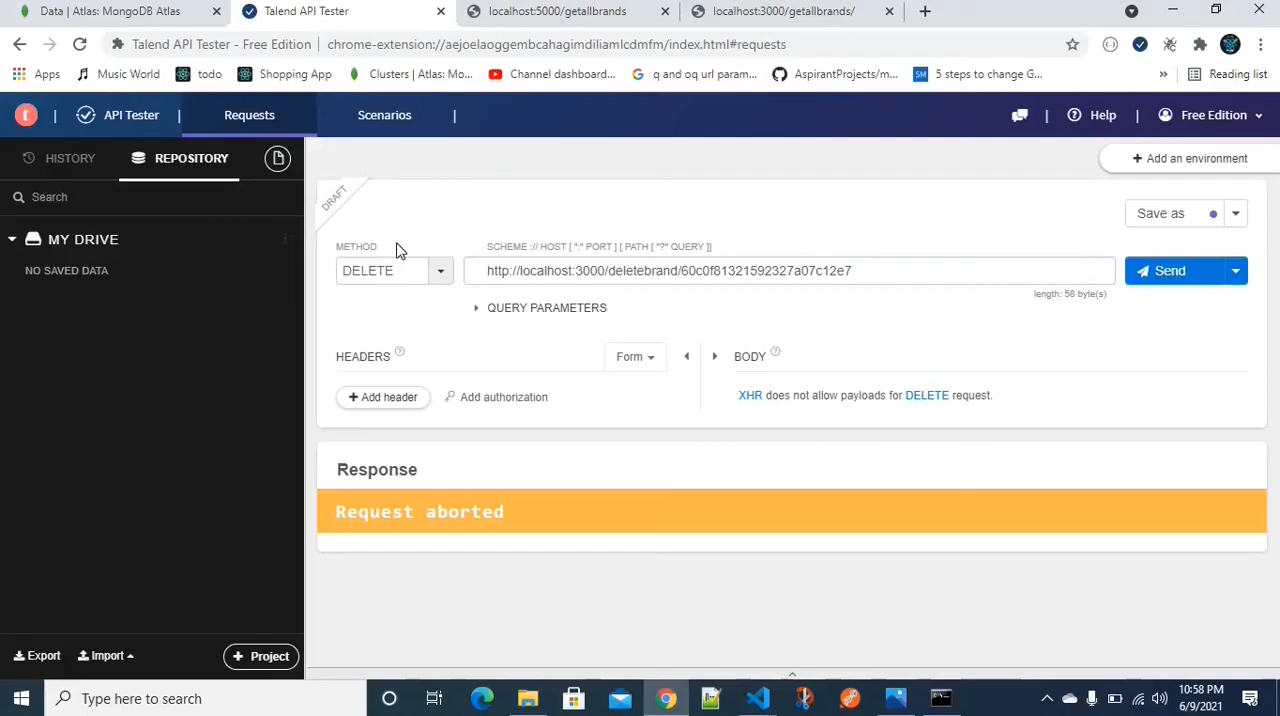 Data | Atlas: MongoDB Atlas
Talend API Tester
localhost:5000/getallbrands
localhost:3000/getallbrands/
Talend API Tester - Free Edition | chrome-extension://aejoelaoggembcahagimdiliamlcdmfm/index.html#requests
Apps
Music World
todo
Shopping App
Clusters | Atlas: Mo...
Channel dashboard...
q and oq url param...
AspirantProjects/m...
SM
5 steps to change G...
»
Reading list
t
API Tester
Requests
Scenarios
Help
Free Edition
HISTORY
REPOSITORY
+ Add an environment
Search
DRAFT
Save as
MY DRIVE
METHOD
SCHEME :// HOST [ ":" PORT ] [ PATH [ "?" QUERY ]]
NO SAVED DATA
DELETE
http://localhost:3000/deletebrand/60c0f81321592327a07c12e7
Send
length: 58 byte(s)
QUERY PARAMETERS
HEADERS ?
Form
BODY ?
+ Add header
Add authorization
XHR does not allow payloads for DELETE request.
Response
Request aborted
Export
Import
+ Project
Type here to search
10:58 PM
6/9/2021